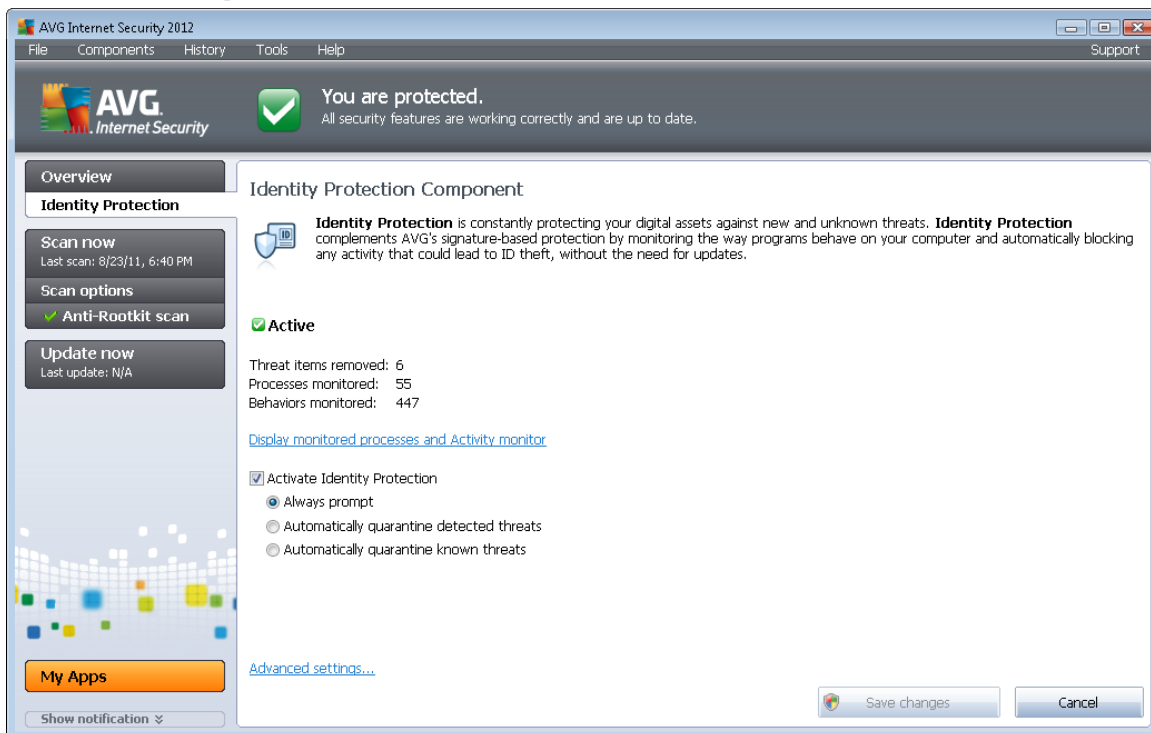 AVG Internet Security 2012
File Components History Tools Help Support
AVG.
Internet Security
You are protected.
All security features are working correctly and are up to date.
Overview
Identity Protection
Scan now
Last scan: 8/23/11, 6:40 PM
Scan options
Anti-Rootkit scan
Update now
Last update: N/A
My Apps
Show notification
Identity Protection Component
ID
Identity Protection is constantly protecting your digital assets against new and unknown threats. Identity Protection
complements AVG's signature-based protection by monitoring the way programs behave on your computer and automatically blocking
any activity that could lead to ID theft, without the need for updates.
Active
Threat items removed: 6
Processes monitored: 55
Behaviors monitored: 447
Display monitored processes and Activity monitor
Activate Identity Protection
Always prompt
Automatically quarantine detected threats
Automatically quarantine known threats
Advanced settings...
Save changes
Cancel